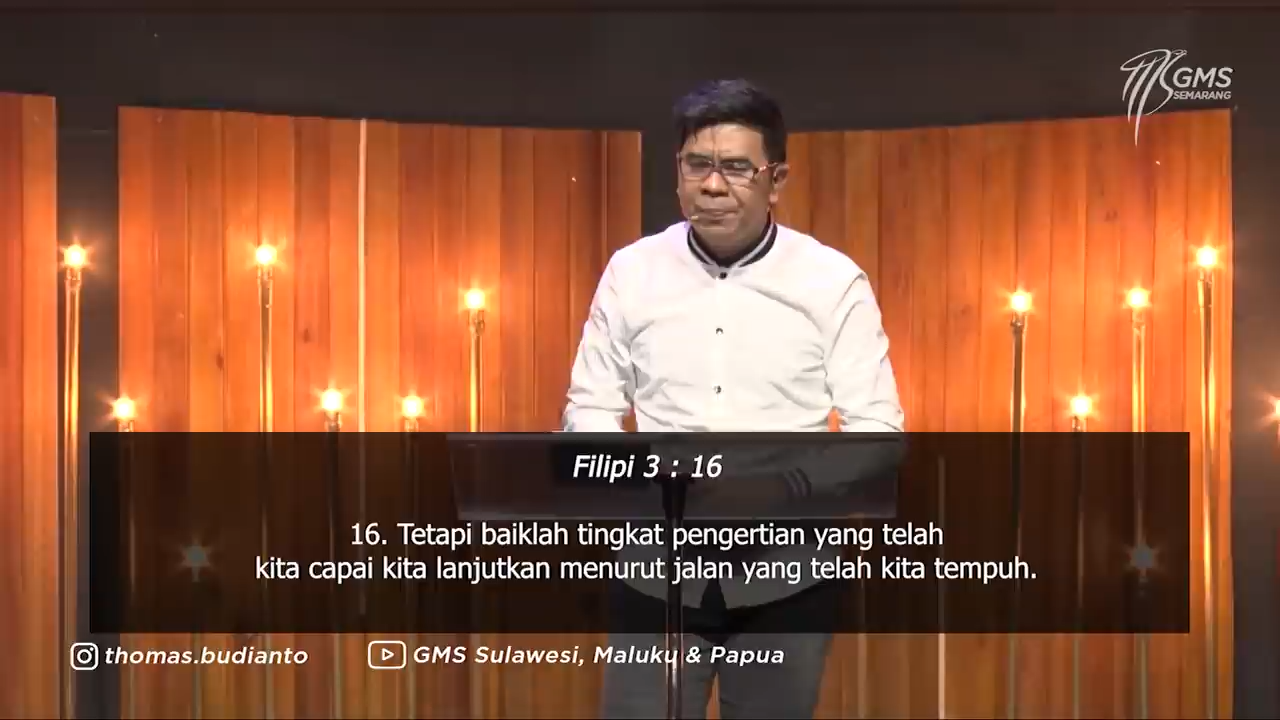 GMS
SEMARANG
Filipi 3 : 16
16. Tetapi baiklah tingkat pengertian yang telah
kita capai kita lanjutkan menurut jalan yang telah kita tempuh.
thomas.budianto
GMS Sulawesi, Maluku & Papua